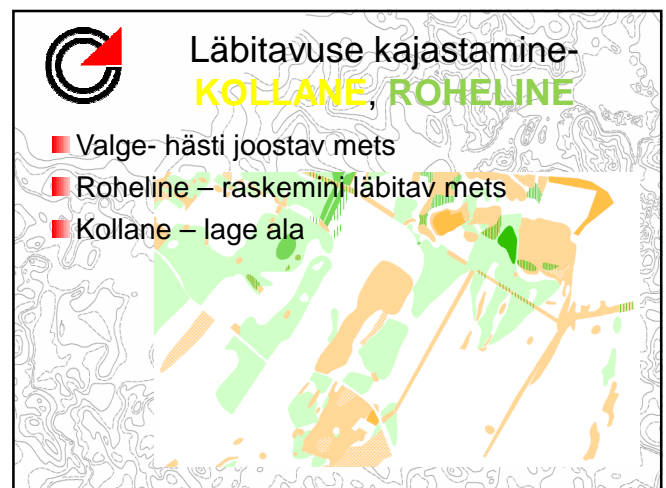 Läbitavuse kajastamine-
KOLLANE, ROHELINE
Valge- hästi joostav mets
Roheline – raskemini läbitav mets
Kollane – lage ala